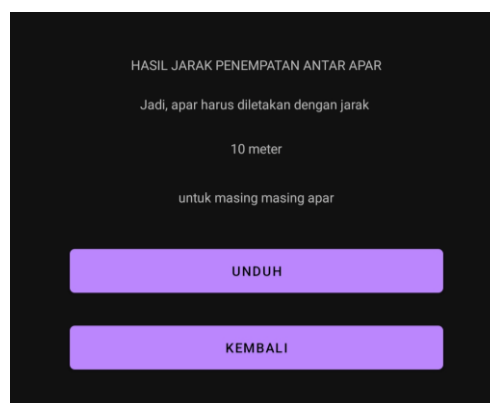 HASIL JARAK PENEMPATAN ANTAR APAR
Jadi, apar harus diletakan dengan jarak
10 meter
untuk masing masing apar
UNDUH
KEMBALI